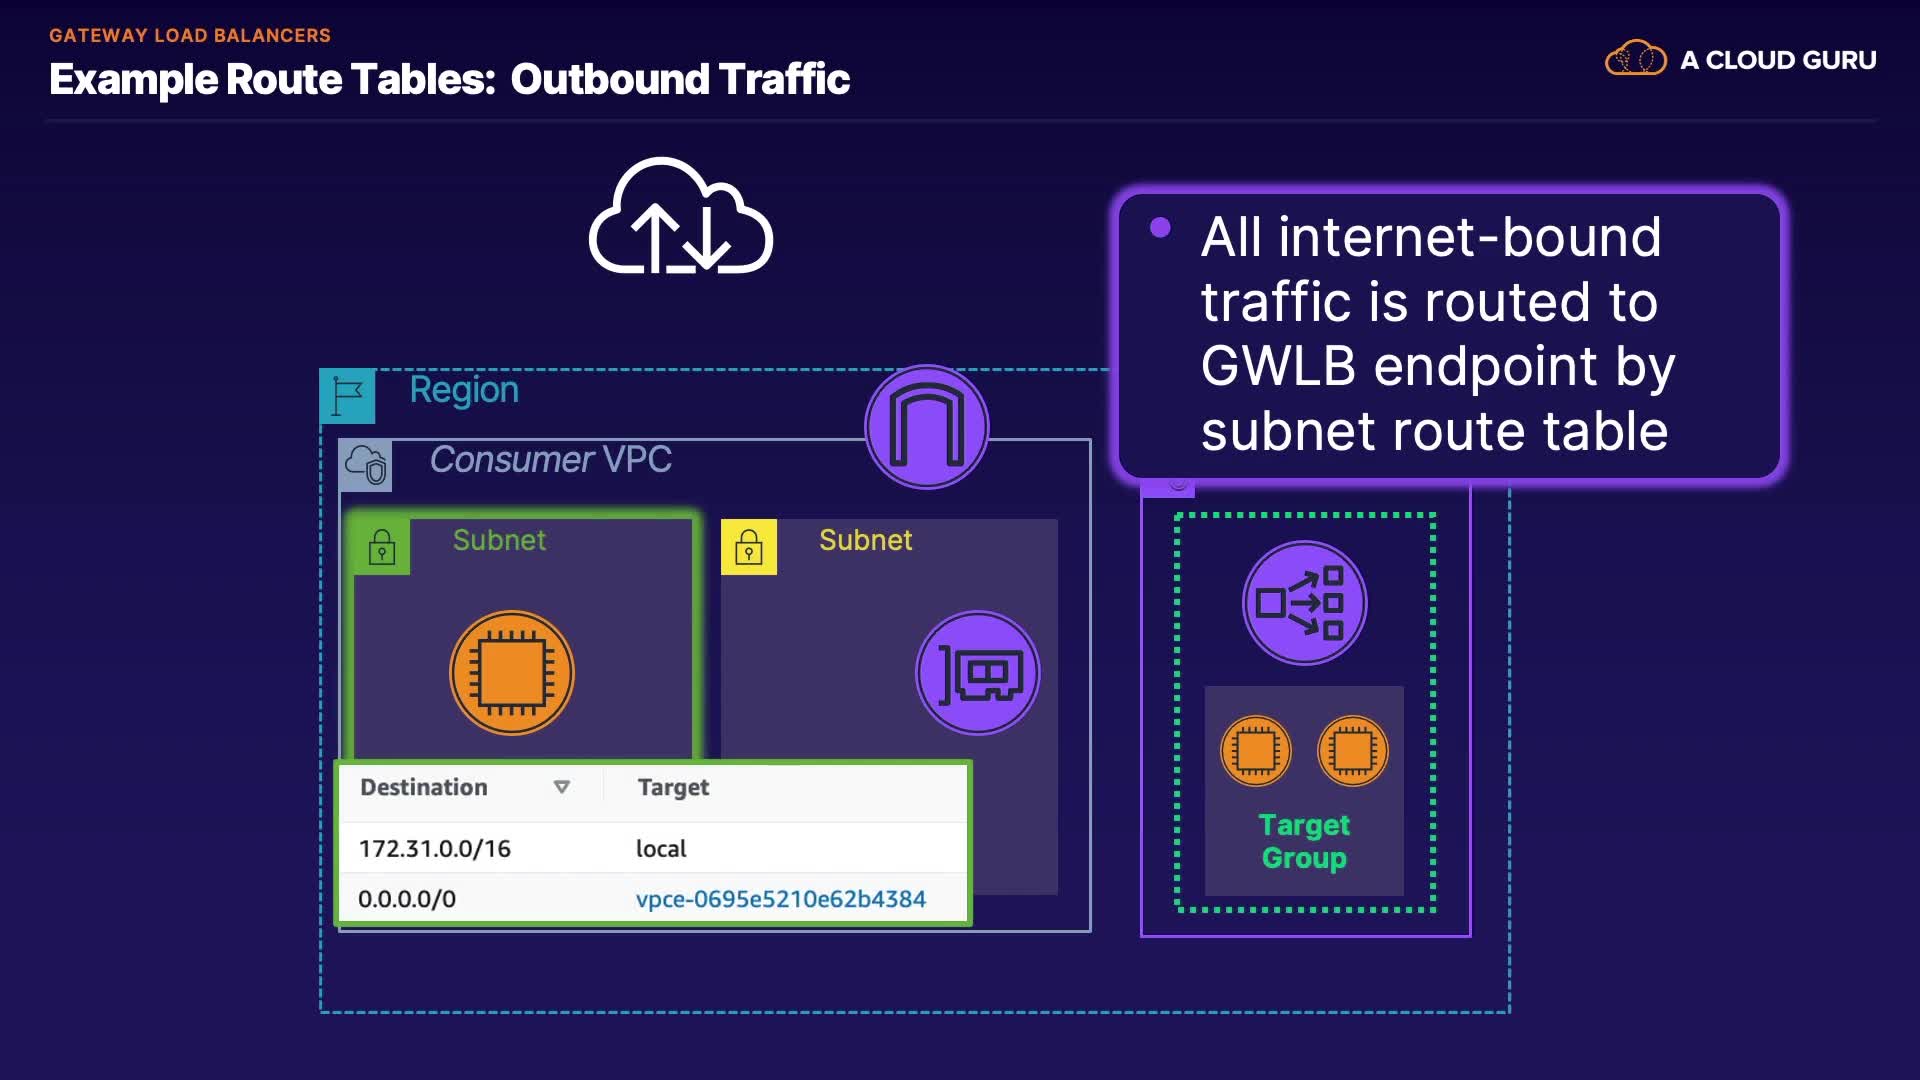 GATEWAY LOAD BALANCERS
Example Route Tables: Outbound Traffic
A CLOUD GURU
All internet-bound
traffic is routed to
GWLB endpoint by
subnet route table
Region
Consumer VPC
Subnet
Subnet
Destination Target
172.31.0.0/16 local
0.0.0.0/0 vpce-0695e5210e62b4384
Target
Group